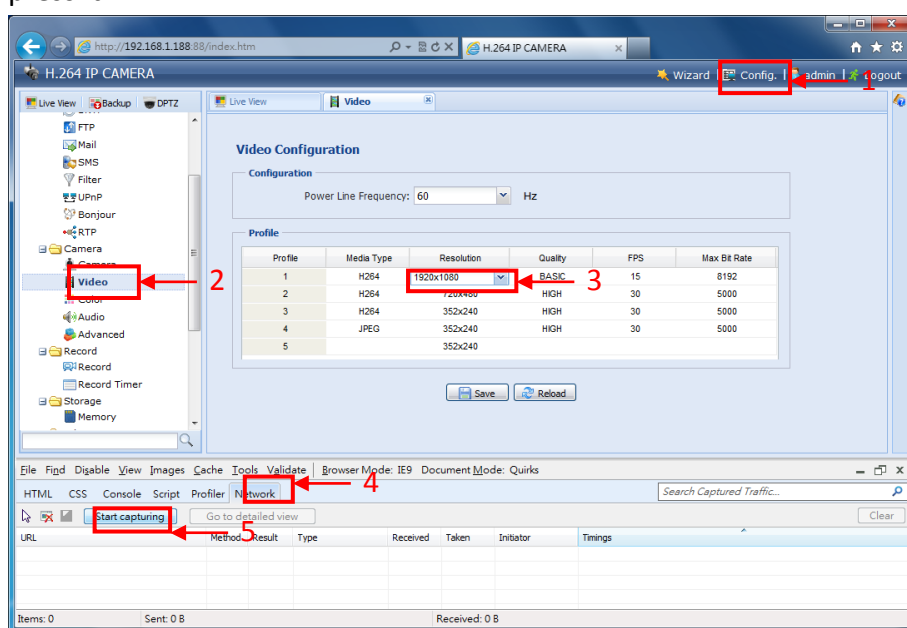 http://192.168.1.188:88/index.htm
H.264 IP CAMERA
H.264 IP CAMERA
Wizard | Config. | admin | Logout
1
Live View Backup DPTZ
Live View Video
FTP
Mail
SMS
Filter
UPnP
Bonjour
RTP
Camera
Camera
Video
2
Color
Audio
Advanced
Record
Record
Record Timer
Storage
Memory
Video Configuration
Configuration
Power Line Frequency: 60 Hz
Profile
Profile Media Type Resolution Quality FPS Max Bit Rate
1 H264 1920x1080 BASIC 15 8192
3
2 H264 720x480 HIGH 30 5000
3 H264 352x240 HIGH 30 5000
4 JPEG 352x240 HIGH 30 5000
5 352x240
Save Reload
File Find Disable View Images Cache Tools Validate | Browser Mode: IE9 Document Mode: Quirks
HTML CSS Console Script Profiler Network
4
Search Captured Traffic...
Start capturing Go to detailed view Clear
5
URL Method Result Type Received Taken Initiator Timings
Items: 0 Sent: 0 B Received: 0 B